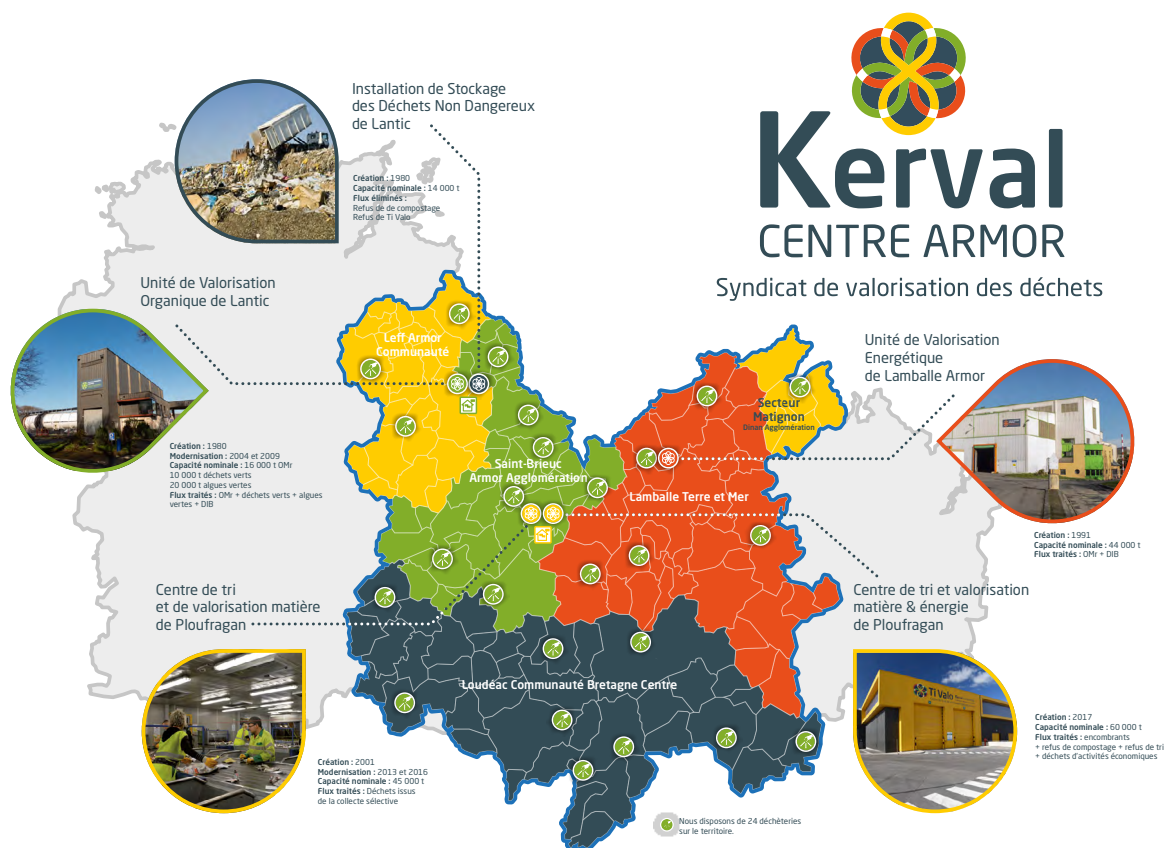 Kerval
CENTRE ARMOR
Syndicat de valorisation des déchets
Installation de Stockage
des Déchets Non Dangereux
de Lantic
Création : 1980
Capacité nominale : 14 000 t
Flux éliminés :
Refus de de compostage
Refus de Ti Valo
Unité de Valorisation
Organique de Lantic
Création : 1980
Modernisation : 2004 et 2009
Capacité nominale : 16 000 t OMr
10 000 t déchets verts
20 000 t algues vertes
Flux traités : OMr + déchets verts + algues
vertes + DIB
Leff Armor
Communauté
Saint-Brieuc
Armor Agglomération
Secteur
Matignon
Dinan Agglomération
Lamballe Terre et Mer
Loudéac Communauté Bretagne Centre
Unité de Valorisation
Energétique
de Lamballe Armor
Création : 1991
Capacité nominale : 44 000 t
Flux traités : OMr + DIB
Centre de tri
et de valorisation matière
de Ploufragan
Création : 2001
Modernisation : 2013 et 2016
Capacité nominale : 45 000 t
Flux traités : Déchets issus
de la collecte sélective
Centre de tri et valorisation
matière & énergie
de Ploufragan
Ti Valo
Création : 2017
Capacité nominale : 60 000 t
Flux traités : encombrants
+ refus de compostage + refus de tri
+ déchets d'activités économiques
Nous disposons de 24 déchèteries
sur le territoire.